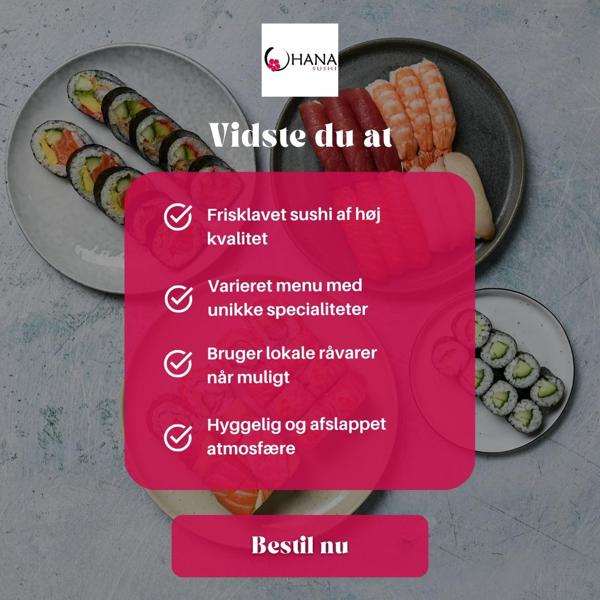 OHANA
SUSHI
Vidste du at
Frisklavet sushi af høj
kvalitet
Varieret menu med
unikke specialiteter
Bruger lokale råvarer
når muligt
Hyggelig og afslappet
atmosfære
Bestil nu